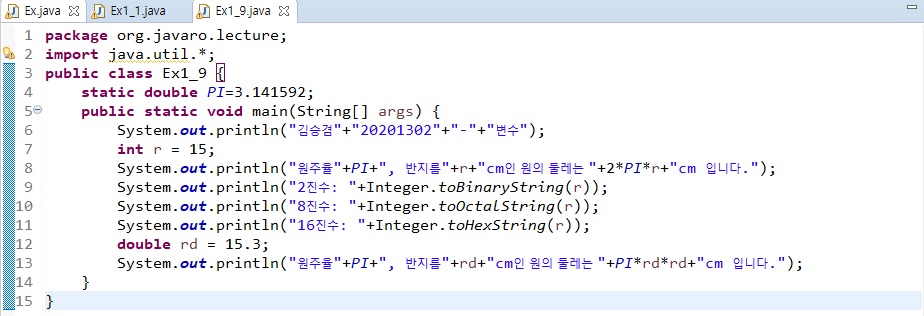 Ex.java Ex1_1.java Ex1_9.java
1 package org.javaro.lecture;
2 import java.util.*;
3 public class Ex1_9 {
4 static double PI=3.141592;
5 public static void main(String[] args) {
6 System.out.println("김승겸"+"20201302"+"-"+"변수");
7 int r = 15;
8 System.out.println("원주율"+PI+", 반지름"+r+"cm인 원의 둘레는 "+2*PI*r+"cm 입니다.");
9 System.out.println("2진수: "+Integer.toBinaryString(r));
10 System.out.println("8진수: "+Integer.toOctalString(r));
11 System.out.println("16진수: "+Integer.toHexString(r));
12 double rd = 15.3;
13 System.out.println("원주율"+PI+", 반지름"+rd+"cm인 원의 둘레는 "+PI*rd*rd+"cm 입니다.");
14 }
15 }